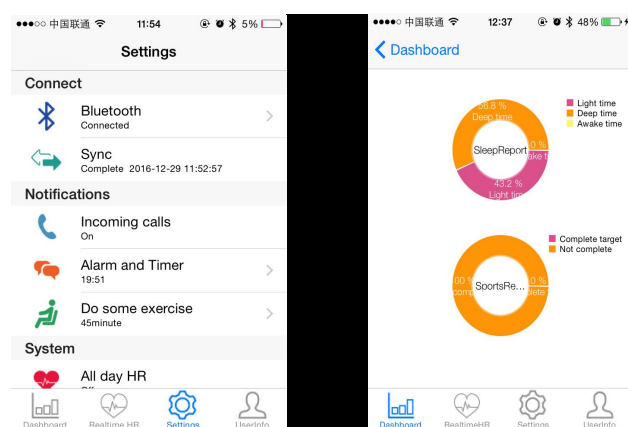 中国联通 11:54 5%
Settings
Connect
Bluetooth
Connected
Sync
Complete 2016-12-29 11:52:57
Notifications
Incoming calls
On
Alarm and Timer
19:51
Do some exercise
45minute
System
All day HR
Dashboard Realtime HR Settings UserInfo
中国联通 12:37 48%
Dashboard
Light time
Deep time
Awake time
56.8 %
Deep time
SleepReport
43.2 %
Light time
Complete target
Not complete
SportsRe...
Dashboard RealtimeHR Settings UserInfo